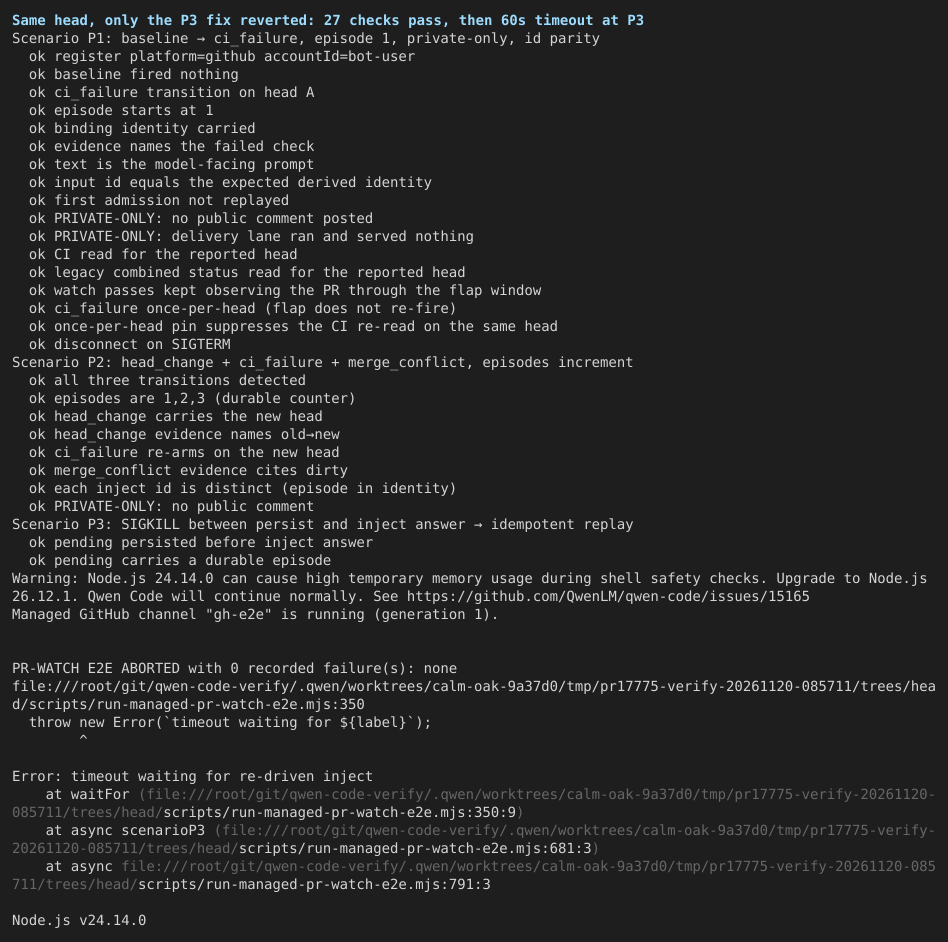 Same head, only the P3 fix reverted: 27 checks pass, then 60s timeout at P3
Scenario P1: baseline → ci_failure, episode 1, private-only, id parity
  ok register platform=github accountId=bot-user
  ok baseline fired nothing
  ok ci_failure transition on head A
  ok episode starts at 1
  ok binding identity carried
  ok evidence names the failed check
  ok text is the model-facing prompt
  ok input id equals the expected derived identity
  ok first admission not replayed
  ok PRIVATE-ONLY: no public comment posted
  ok PRIVATE-ONLY: delivery lane ran and served nothing
  ok CI read for the reported head
  ok legacy combined status read for the reported head
  ok watch passes kept observing the PR through the flap window
  ok ci_failure once-per-head (flap does not re-fire)
  ok once-per-head pin suppresses the CI re-read on the same head
  ok disconnect on SIGTERM
Scenario P2: head_change + ci_failure + merge_conflict, episodes increment
  ok all three transitions detected
  ok episodes are 1,2,3 (durable counter)
  ok head_change carries the new head
  ok head_change evidence names old→new
  ok ci_failure re-arms on the new head
  ok merge_conflict evidence cites dirty
  ok each inject id is distinct (episode in identity)
  ok PRIVATE-ONLY: no public comment
Scenario P3: SIGKILL between persist and inject answer → idempotent replay
  ok pending persisted before inject answer
  ok pending carries a durable episode
Warning: Node.js 24.14.0 can cause high temporary memory usage during shell safety checks. Upgrade to Node.js
26.12.1. Qwen Code will continue normally. See https://github.com/QwenLM/qwen-code/issues/15165
Managed GitHub channel "gh-e2e" is running (generation 1).
PR-WATCH E2E ABORTED with 0 recorded failure(s): none
file:///root/git/qwen-code-verify/.qwen/worktrees/calm-oak-9a37d0/tmp/pr17775-verify-20261120-085711/trees/hea
d/scripts/run-managed-pr-watch-e2e.mjs:350
  throw new Error(`timeout waiting for ${label}`);
        ^
Error: timeout waiting for re-driven inject
    at waitFor (file:///root/git/qwen-code-verify/.qwen/worktrees/calm-oak-9a37d0/tmp/pr17775-verify-20261120-
085711/trees/head/scripts/run-managed-pr-watch-e2e.mjs:350:9)
    at async scenarioP3 (file:///root/git/qwen-code-verify/.qwen/worktrees/calm-oak-9a37d0/tmp/pr17775-verify-
20261120-085711/trees/head/scripts/run-managed-pr-watch-e2e.mjs:681:3)
    at async file:///root/git/qwen-code-verify/.qwen/worktrees/calm-oak-9a37d0/tmp/pr17775-verify-20261120-085
711/trees/head/scripts/run-managed-pr-watch-e2e.mjs:791:3
Node.js v24.14.0